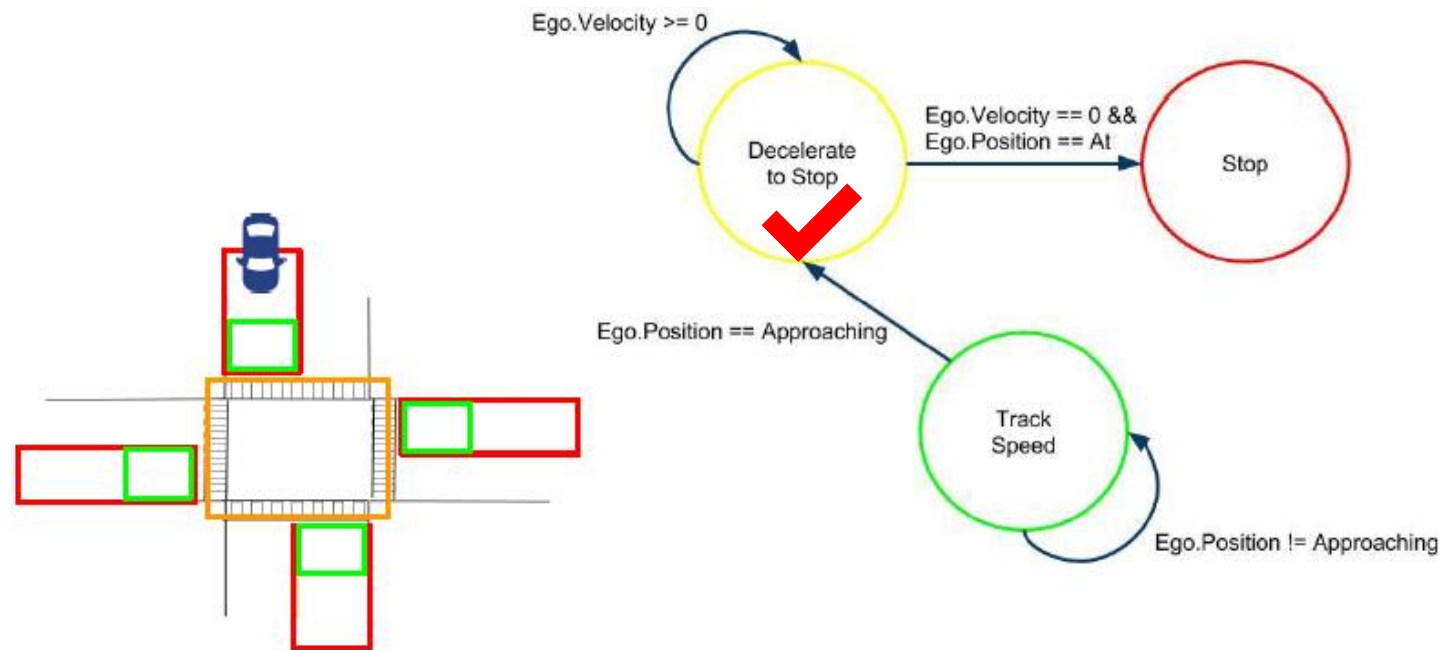 Ego.Velocity >= 0
Decelerate
to Stop
Ego.Velocity == 0 &&
Ego.Position == At
Stop
Ego.Position == Approaching
Track
Speed
Ego.Position != Approaching